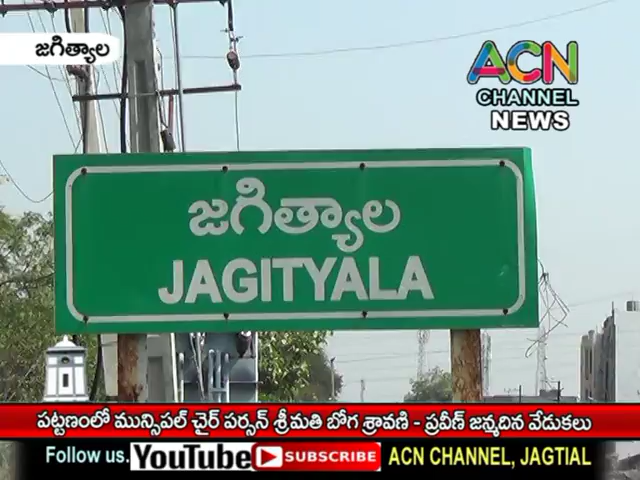 జగిత్యాల
ACN
CHANNEL
NEWS
జగిత్యాల
JAGITYALA
పట్టణంలో మున్సిపల్ చైర్ పర్సన్ శ్రీమతి బోగ శ్రావణి - ప్రవీణ్ జన్మదిన వేడుకలు
Follow us. YouTube SUBSCRIBE ACN CHANNEL, JAGTIAL